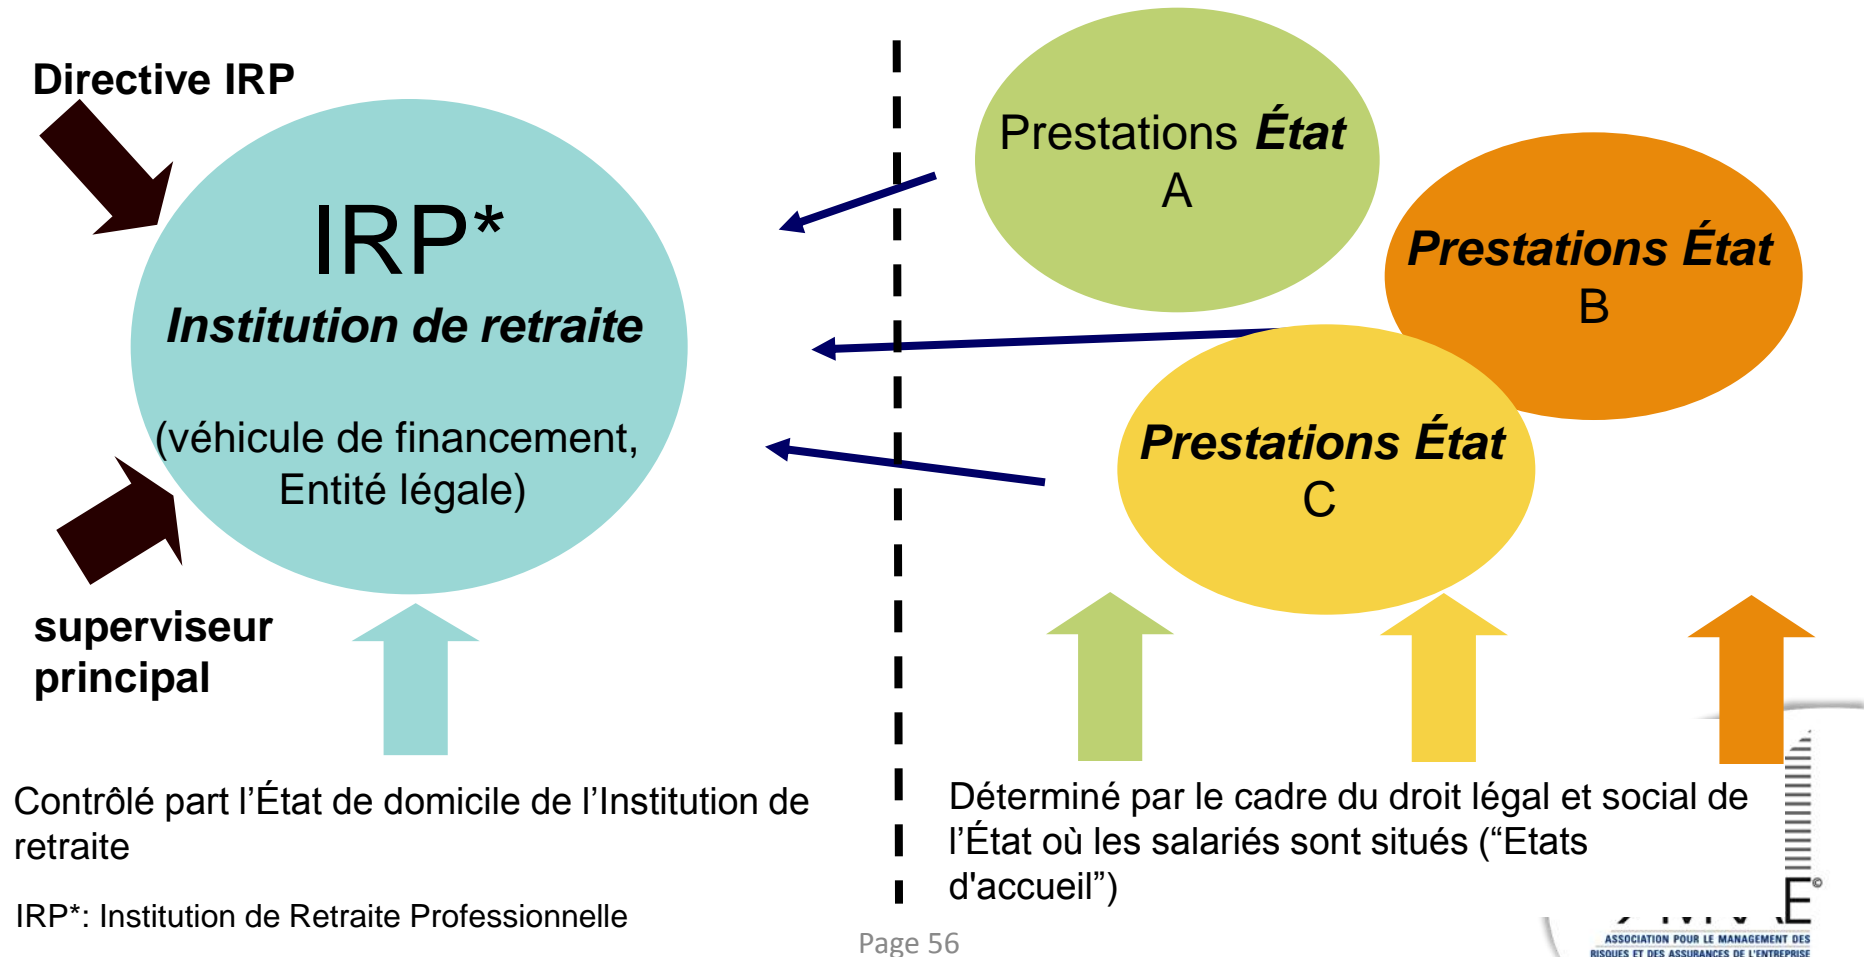 Directive IRP
IRP*
Institution de retraite
(véhicule de financement,
Entité légale)
superviseur
principal
Contrôlé part l’État de domicile de l’Institution de
retraite
IRP*: Institution de Retraite Professionnelle
Prestations État
A
Prestations État
B
Prestations État
C
Déterminé par le cadre du droit légal et social de
l’État où les salariés sont situés (“Etats
d'accueil”)
Page 56
ASSOCIATION POUR LE MANAGEMENT DES
RISQUES ET DES ASSURANCES DE L'ENTREPRISE